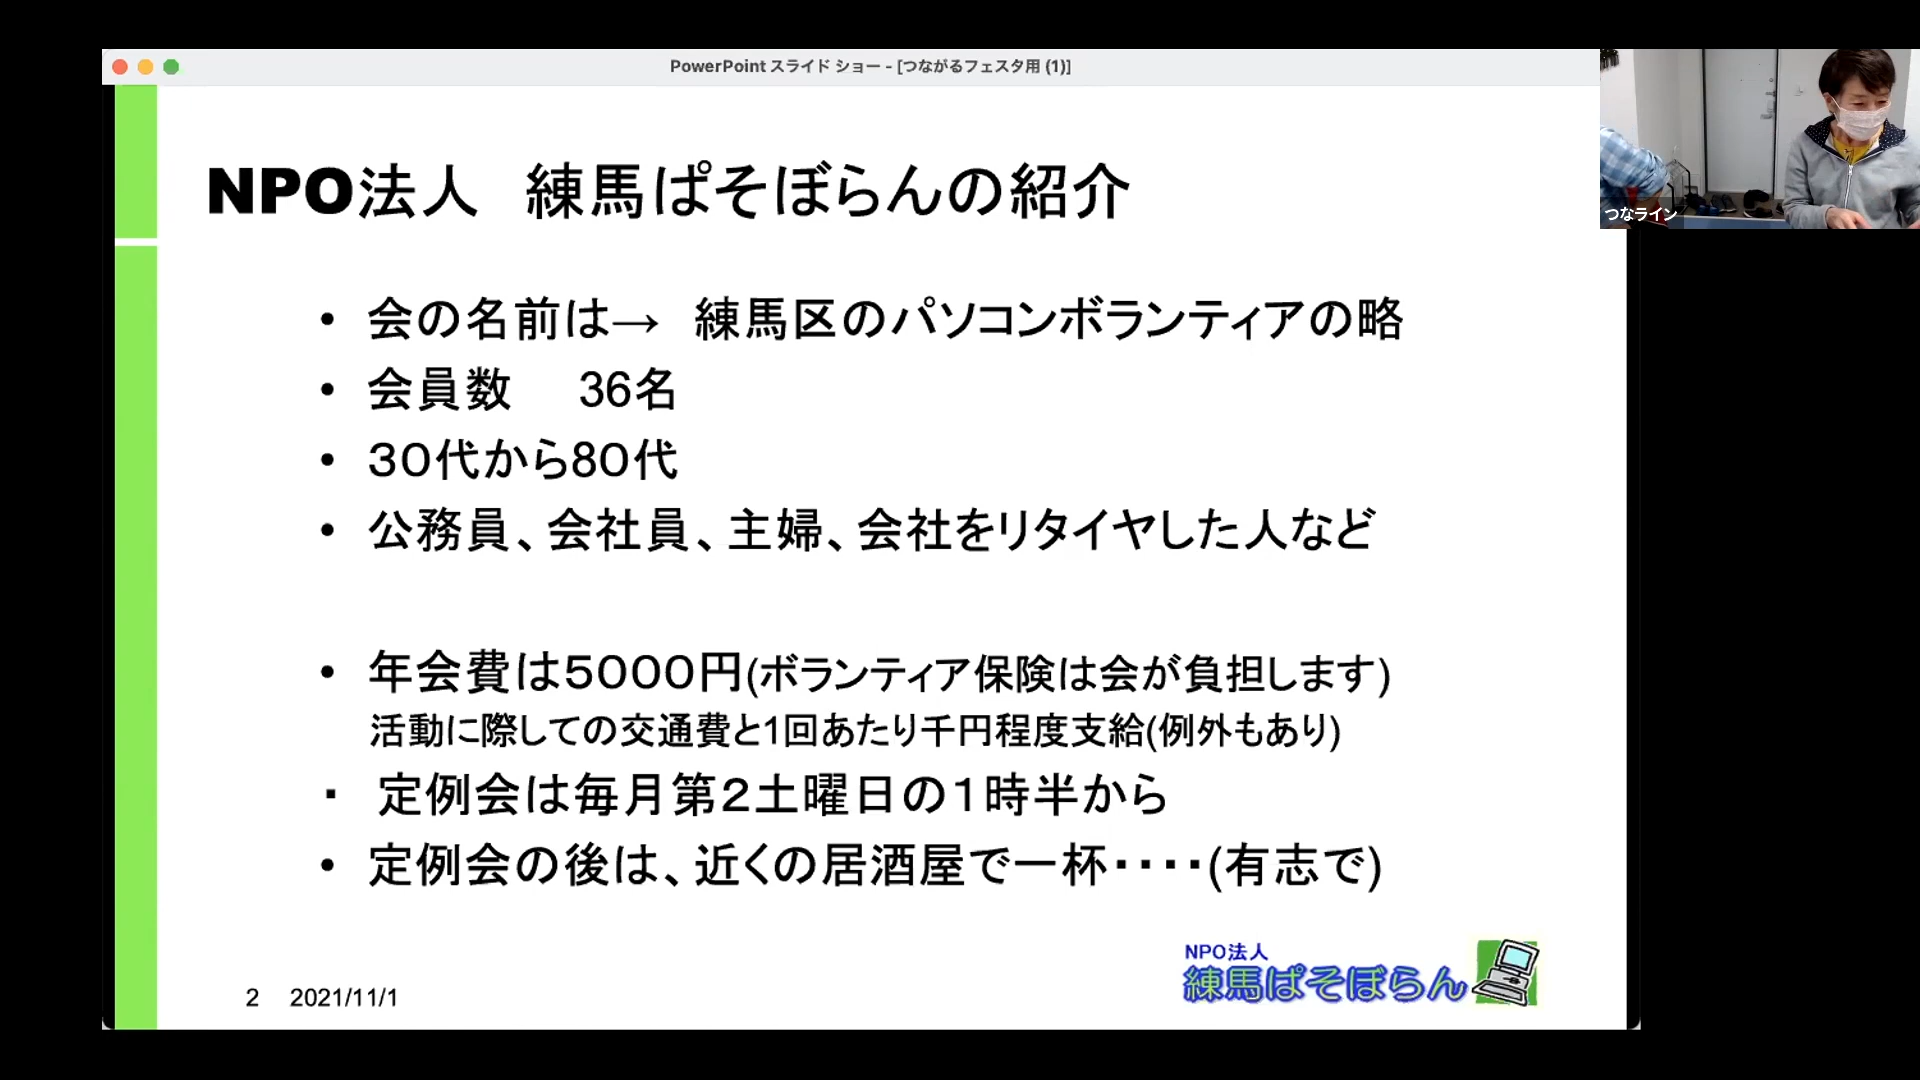 PowerPoint スライド ショー - [つながるフェスタ用 (1)]
つなライン
NPO法人　練馬ぱそぼらんの紹介
• 会の名前は→　練馬区のパソコンボランティアの略
• 会員数　36名
• ３０代から80代
• 公務員、会社員、主婦、会社をリタイヤした人など
• 年会費は５０００円(ボランティア保険は会が負担します)
活動に際しての交通費と1回あたり千円程度支給(例外もあり)
・ 定例会は毎月第２土曜日の１時半から
• 定例会の後は、近くの居酒屋で一杯・・・・(有志で)
NPO法人
練馬ぱそぼらん
2 2021/11/1